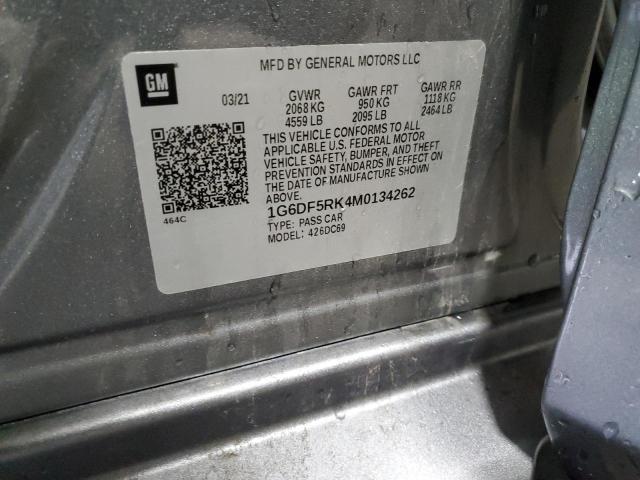 MFD BY GENERAL MOTORS LLC
GM
03/21
GVWR
2068 KG
4559 LB
GAWR FRT
950 KG
2095 LB
GAWR RR
1118 KG
2464 LB
THIS VEHICLE CONFORMS TO ALL
APPLICABLE U.S. FEDERAL MOTOR
VEHICLE SAFETY, BUMPER, AND THEFT
PREVENTION STANDARDS IN EFFECT ON
THE DATE OF MANUFACTURE SHOWN
ABOVE.
1G6DF5RK4M0134262
TYPE: PASS CAR
MODEL: 426DC69
464C